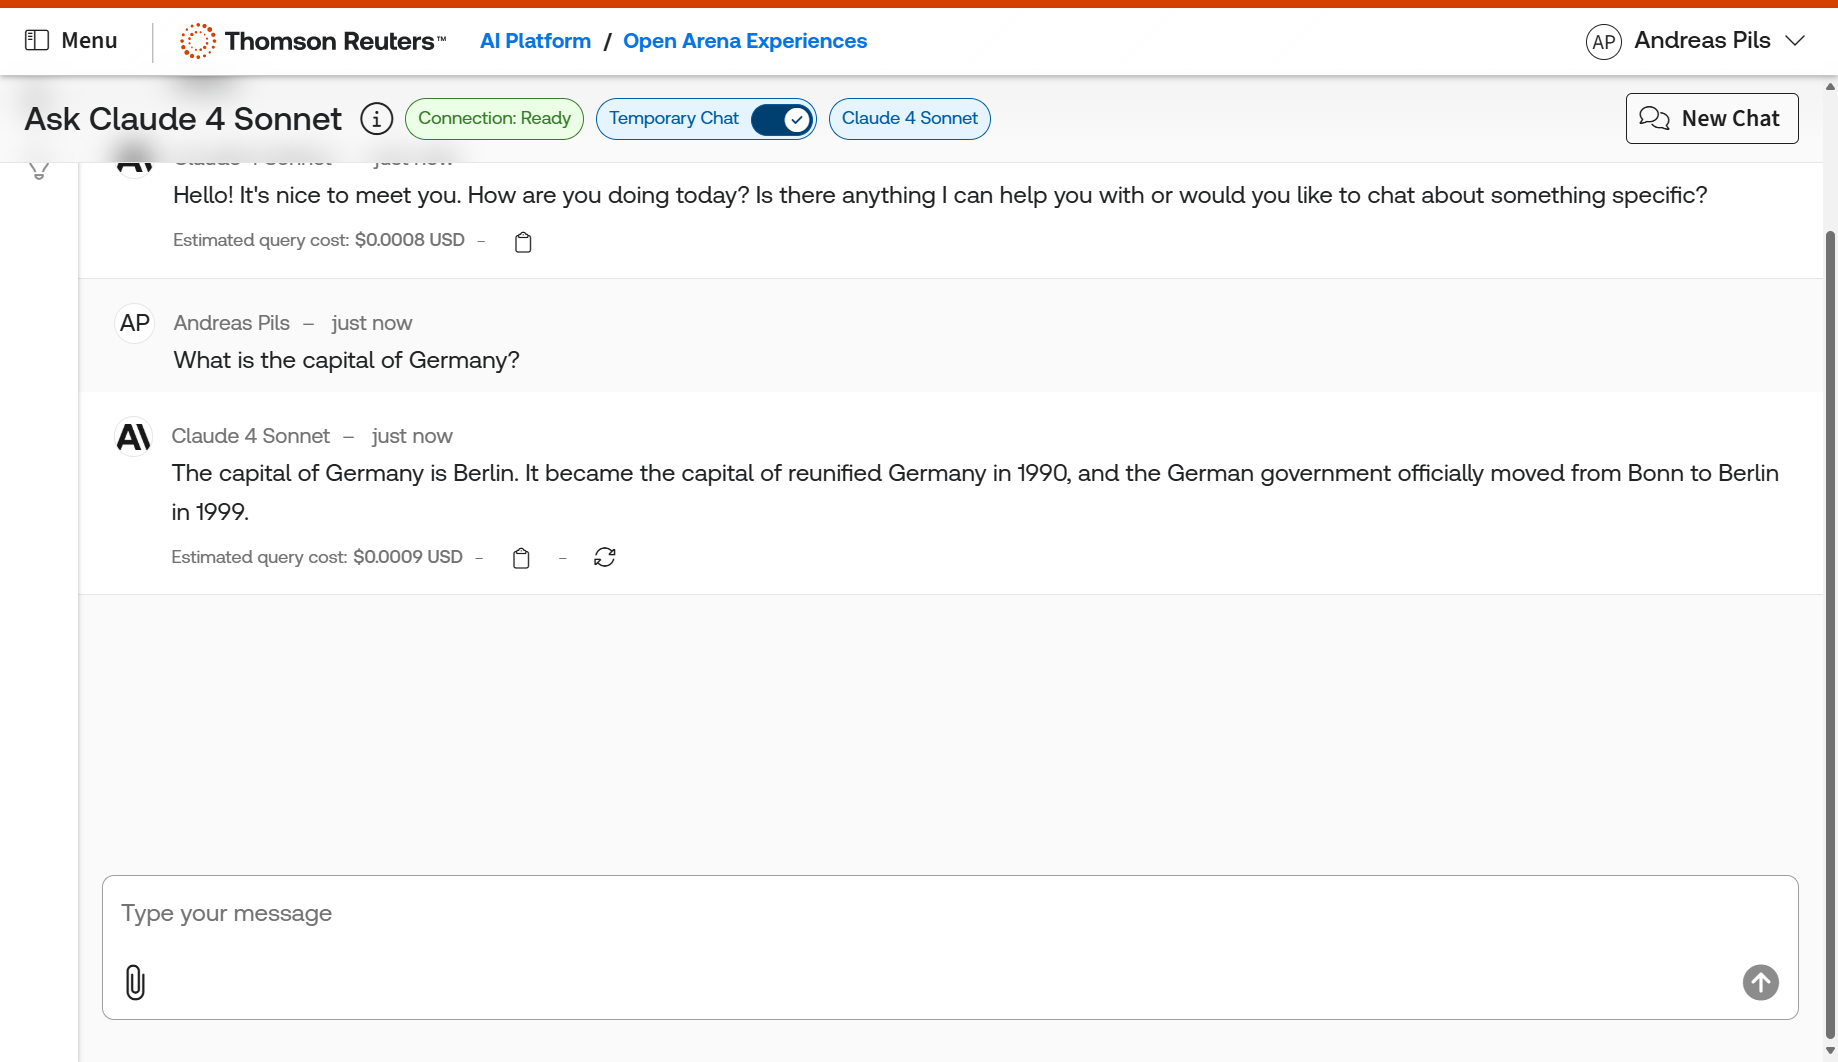 Menu
Thomson Reuters™
AI Platform / Open Arena Experiences
AP Andreas Pils
Ask Claude 4 Sonnet
Connection: Ready
Temporary Chat
Claude 4 Sonnet
New Chat
Claude 4 Sonnet – just now
Hello! It's nice to meet you. How are you doing today? Is there anything I can help you with or would you like to chat about something specific?
Estimated query cost: $0.0008 USD –
AP Andreas Pils – just now
What is the capital of Germany?
Claude 4 Sonnet – just now
The capital of Germany is Berlin. It became the capital of reunified Germany in 1990, and the German government officially moved from Bonn to Berlin
in 1999.
Estimated query cost: $0.0009 USD – –
Type your message